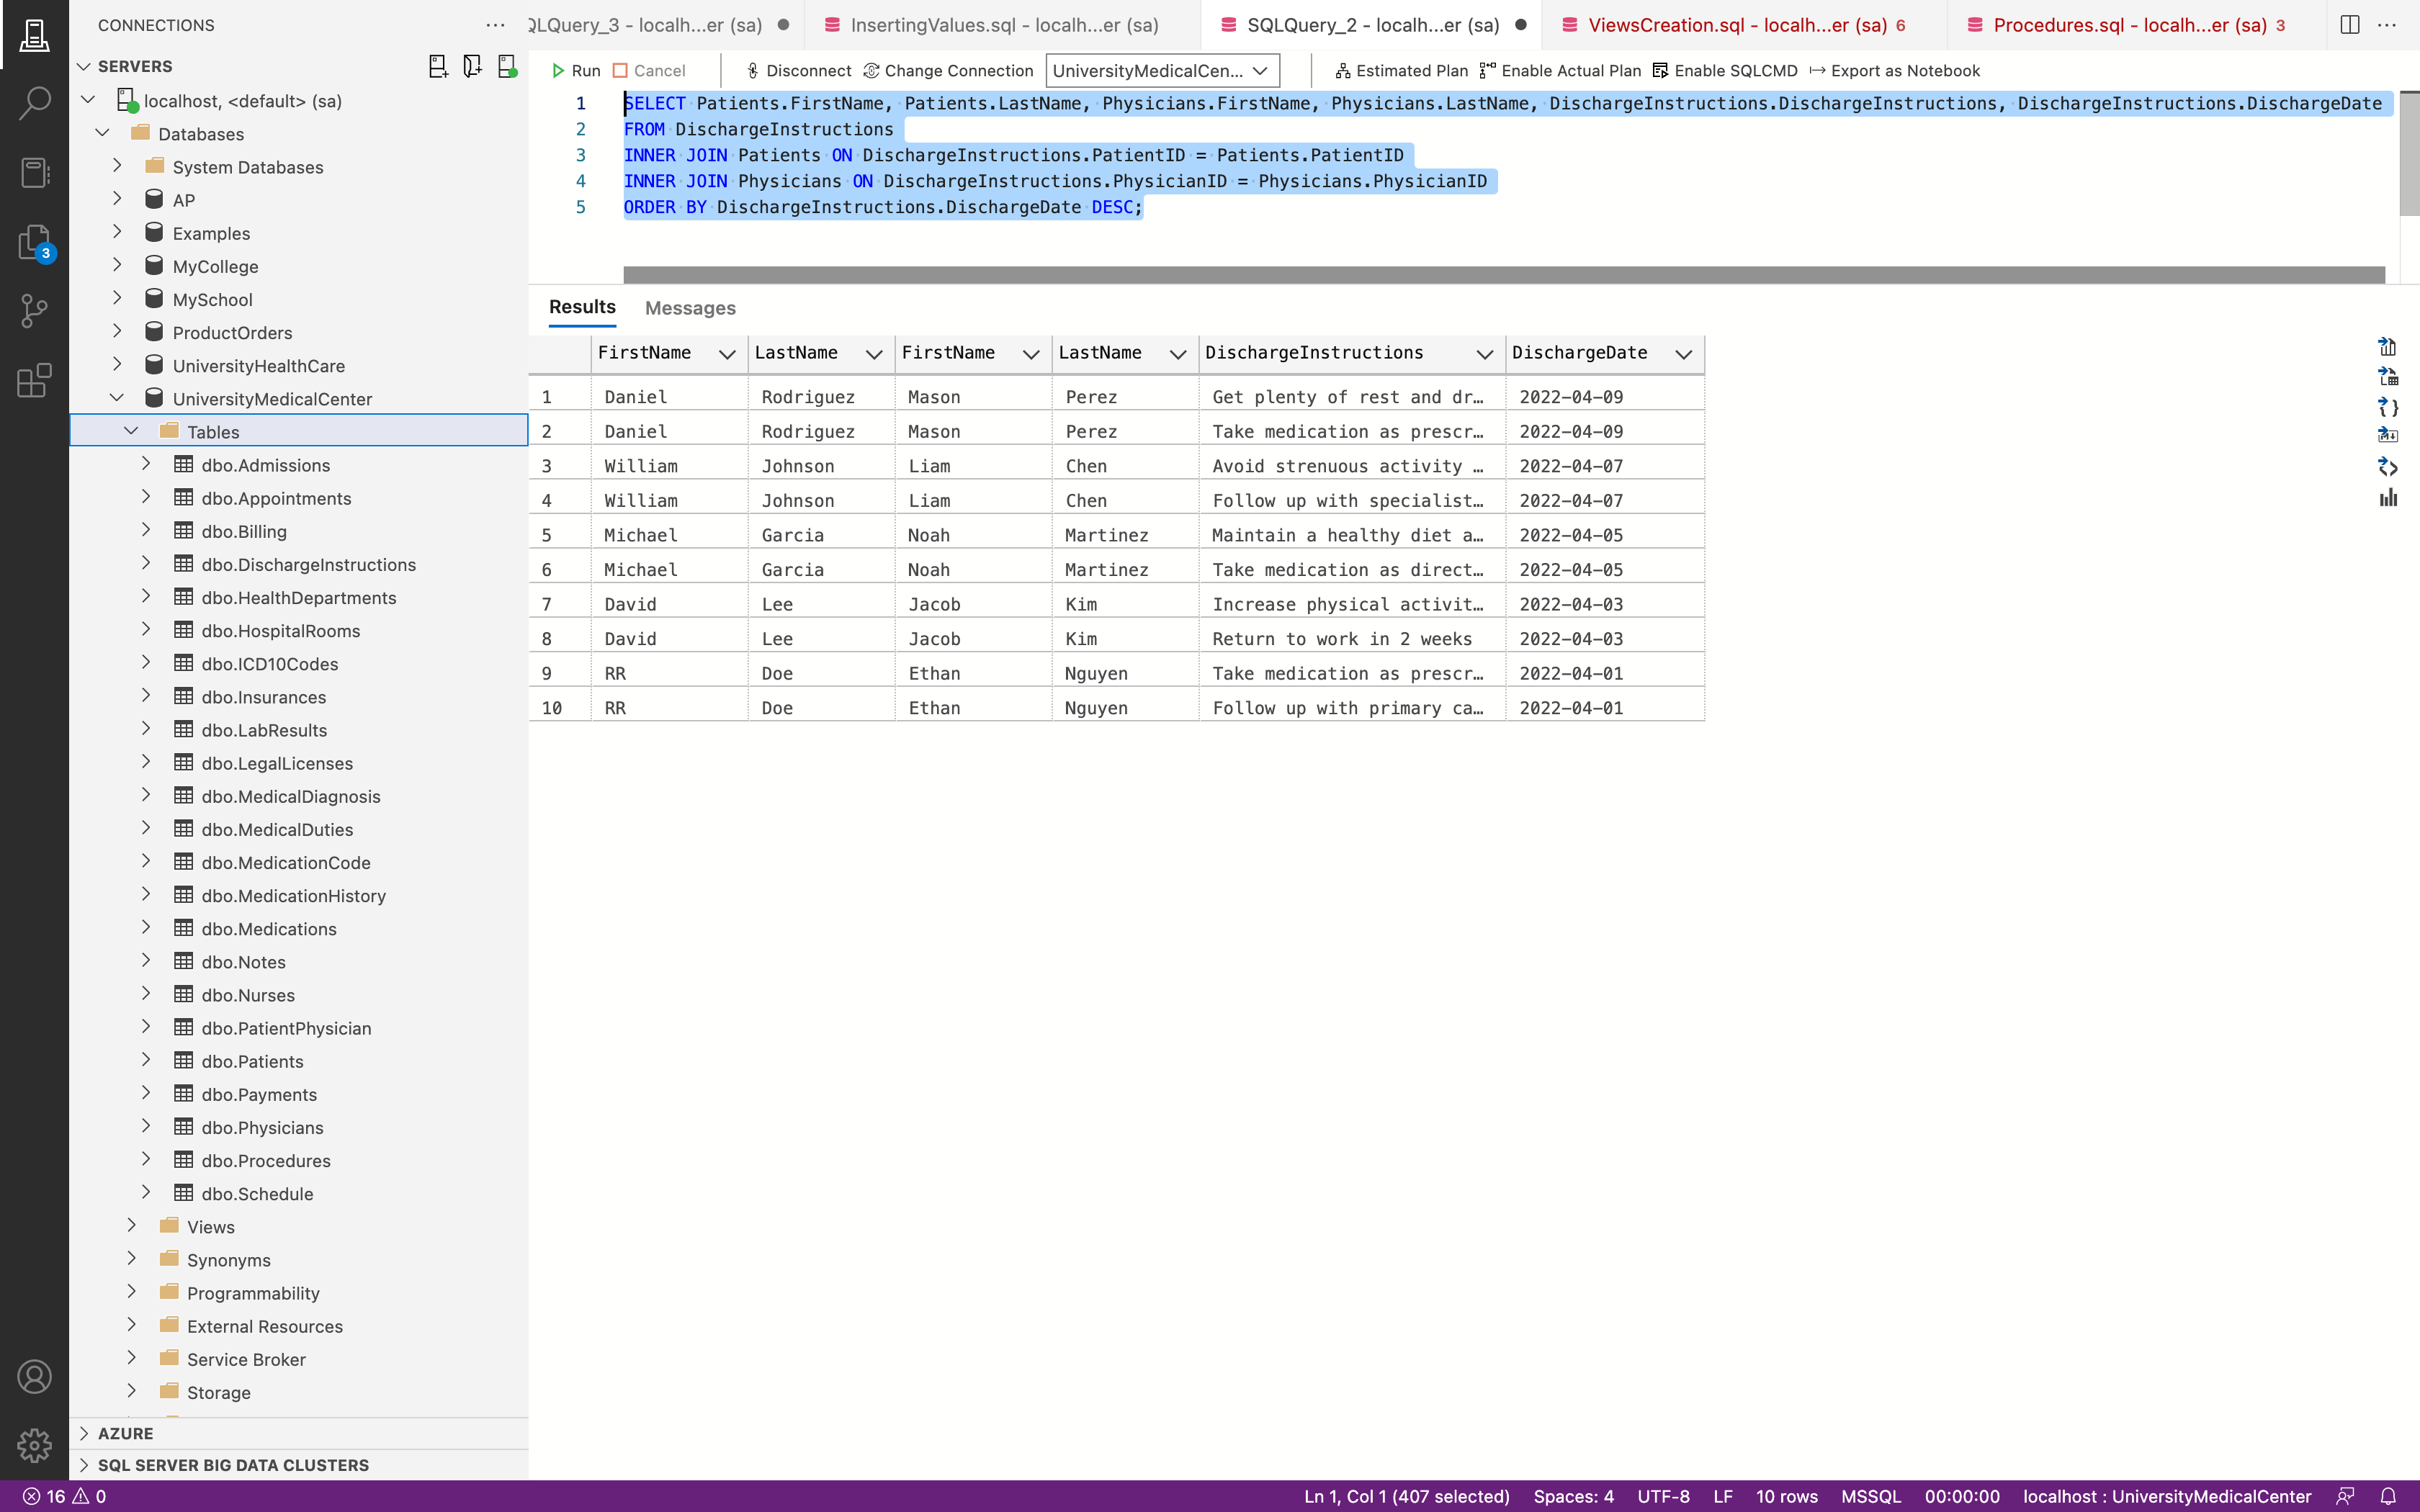 CONNECTIONS
SERVERS
localhost, <default> (sa)
Databases
System Databases
AP
Examples
MyCollege
MySchool
ProductOrders
UniversityHealthCare
UniversityMedicalCenter
Tables
dbo.Admissions
dbo.Appointments
dbo.Billing
dbo.DischargeInstructions
dbo.HealthDepartments
dbo.HospitalRooms
dbo.ICD10Codes
dbo.Insurances
dbo.LabResults
dbo.LegalLicenses
dbo.MedicalDiagnosis
dbo.MedicalDuties
dbo.MedicationCode
dbo.MedicationHistory
dbo.Medications
dbo.Notes
dbo.Nurses
dbo.PatientPhysician
dbo.Patients
dbo.Payments
dbo.Physicians
dbo.Procedures
dbo.Schedule
Views
Synonyms
Programmability
External Resources
Service Broker
Storage
AZURE
SQL SERVER BIG DATA CLUSTERS
3
QLQuery_3 - localh...er (sa) InsertingValues.sql - localh...er (sa) SQLQuery_2 - localh...er (sa) ViewsCreation.sql - localh...er (sa) 6 Procedures.sql - localh...er (sa) 3
Run Cancel Disconnect Change Connection UniversityMedicalCen... Estimated Plan Enable Actual Plan Enable SQLCMD Export as Notebook
1 SELECT Patients.FirstName, Patients.LastName, Physicians.FirstName, Physicians.LastName, DischargeInstructions.DischargeInstructions, DischargeInstructions.DischargeDate
2 FROM DischargeInstructions
3 INNER JOIN Patients ON DischargeInstructions.PatientID = Patients.PatientID
4 INNER JOIN Physicians ON DischargeInstructions.PhysicianID = Physicians.PhysicianID
5 ORDER BY DischargeInstructions.DischargeDate DESC;
Results Messages
FirstName LastName FirstName LastName DischargeInstructions DischargeDate
1 Daniel Rodriguez Mason Perez Get plenty of rest and dr… 2022-04-09
2 Daniel Rodriguez Mason Perez Take medication as prescr… 2022-04-09
3 William Johnson Liam Chen Avoid strenuous activity … 2022-04-07
4 William Johnson Liam Chen Follow up with specialist… 2022-04-07
5 Michael Garcia Noah Martinez Maintain a healthy diet a… 2022-04-05
6 Michael Garcia Noah Martinez Take medication as direct… 2022-04-05
7 David Lee Jacob Kim Increase physical activit… 2022-04-03
8 David Lee Jacob Kim Return to work in 2 weeks 2022-04-03
9 RR Doe Ethan Nguyen Take medication as prescr… 2022-04-01
10 RR Doe Ethan Nguyen Follow up with primary ca… 2022-04-01
16 0 Ln 1, Col 1 (407 selected) Spaces: 4 UTF-8 LF 10 rows MSSQL 00:00:00 localhost : UniversityMedicalCenter